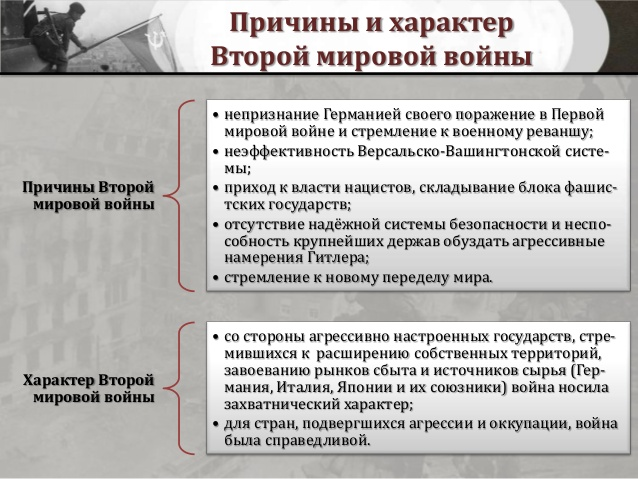 Причины и характер
Второй мировой войны
Причины Второй
мировой войны
• непризнание Германией своего поражение в Первой
мировой войне и стремление к военному реваншу;
• неэффективность Версальско-Вашингтонской систе-
мы;
• приход к власти нацистов, складывание блока фашис-
тских государств;
• отсутствие надёжной системы безопасности и неспо-
собность крупнейших держав обуздать агрессивные
намерения Гитлера;
• стремление к новому переделу мира.
Характер Второй
мировой войны
• со стороны агрессивно настроенных государств, стре-
мившихся к расширению собственных территорий,
завоеванию рынков сбыта и источников сырья (Гер-
мания, Италия, Японии и их союзники) война носила
захватнический характер;
• для стран, подвергшихся агрессии и оккупации, война
была справедливой.